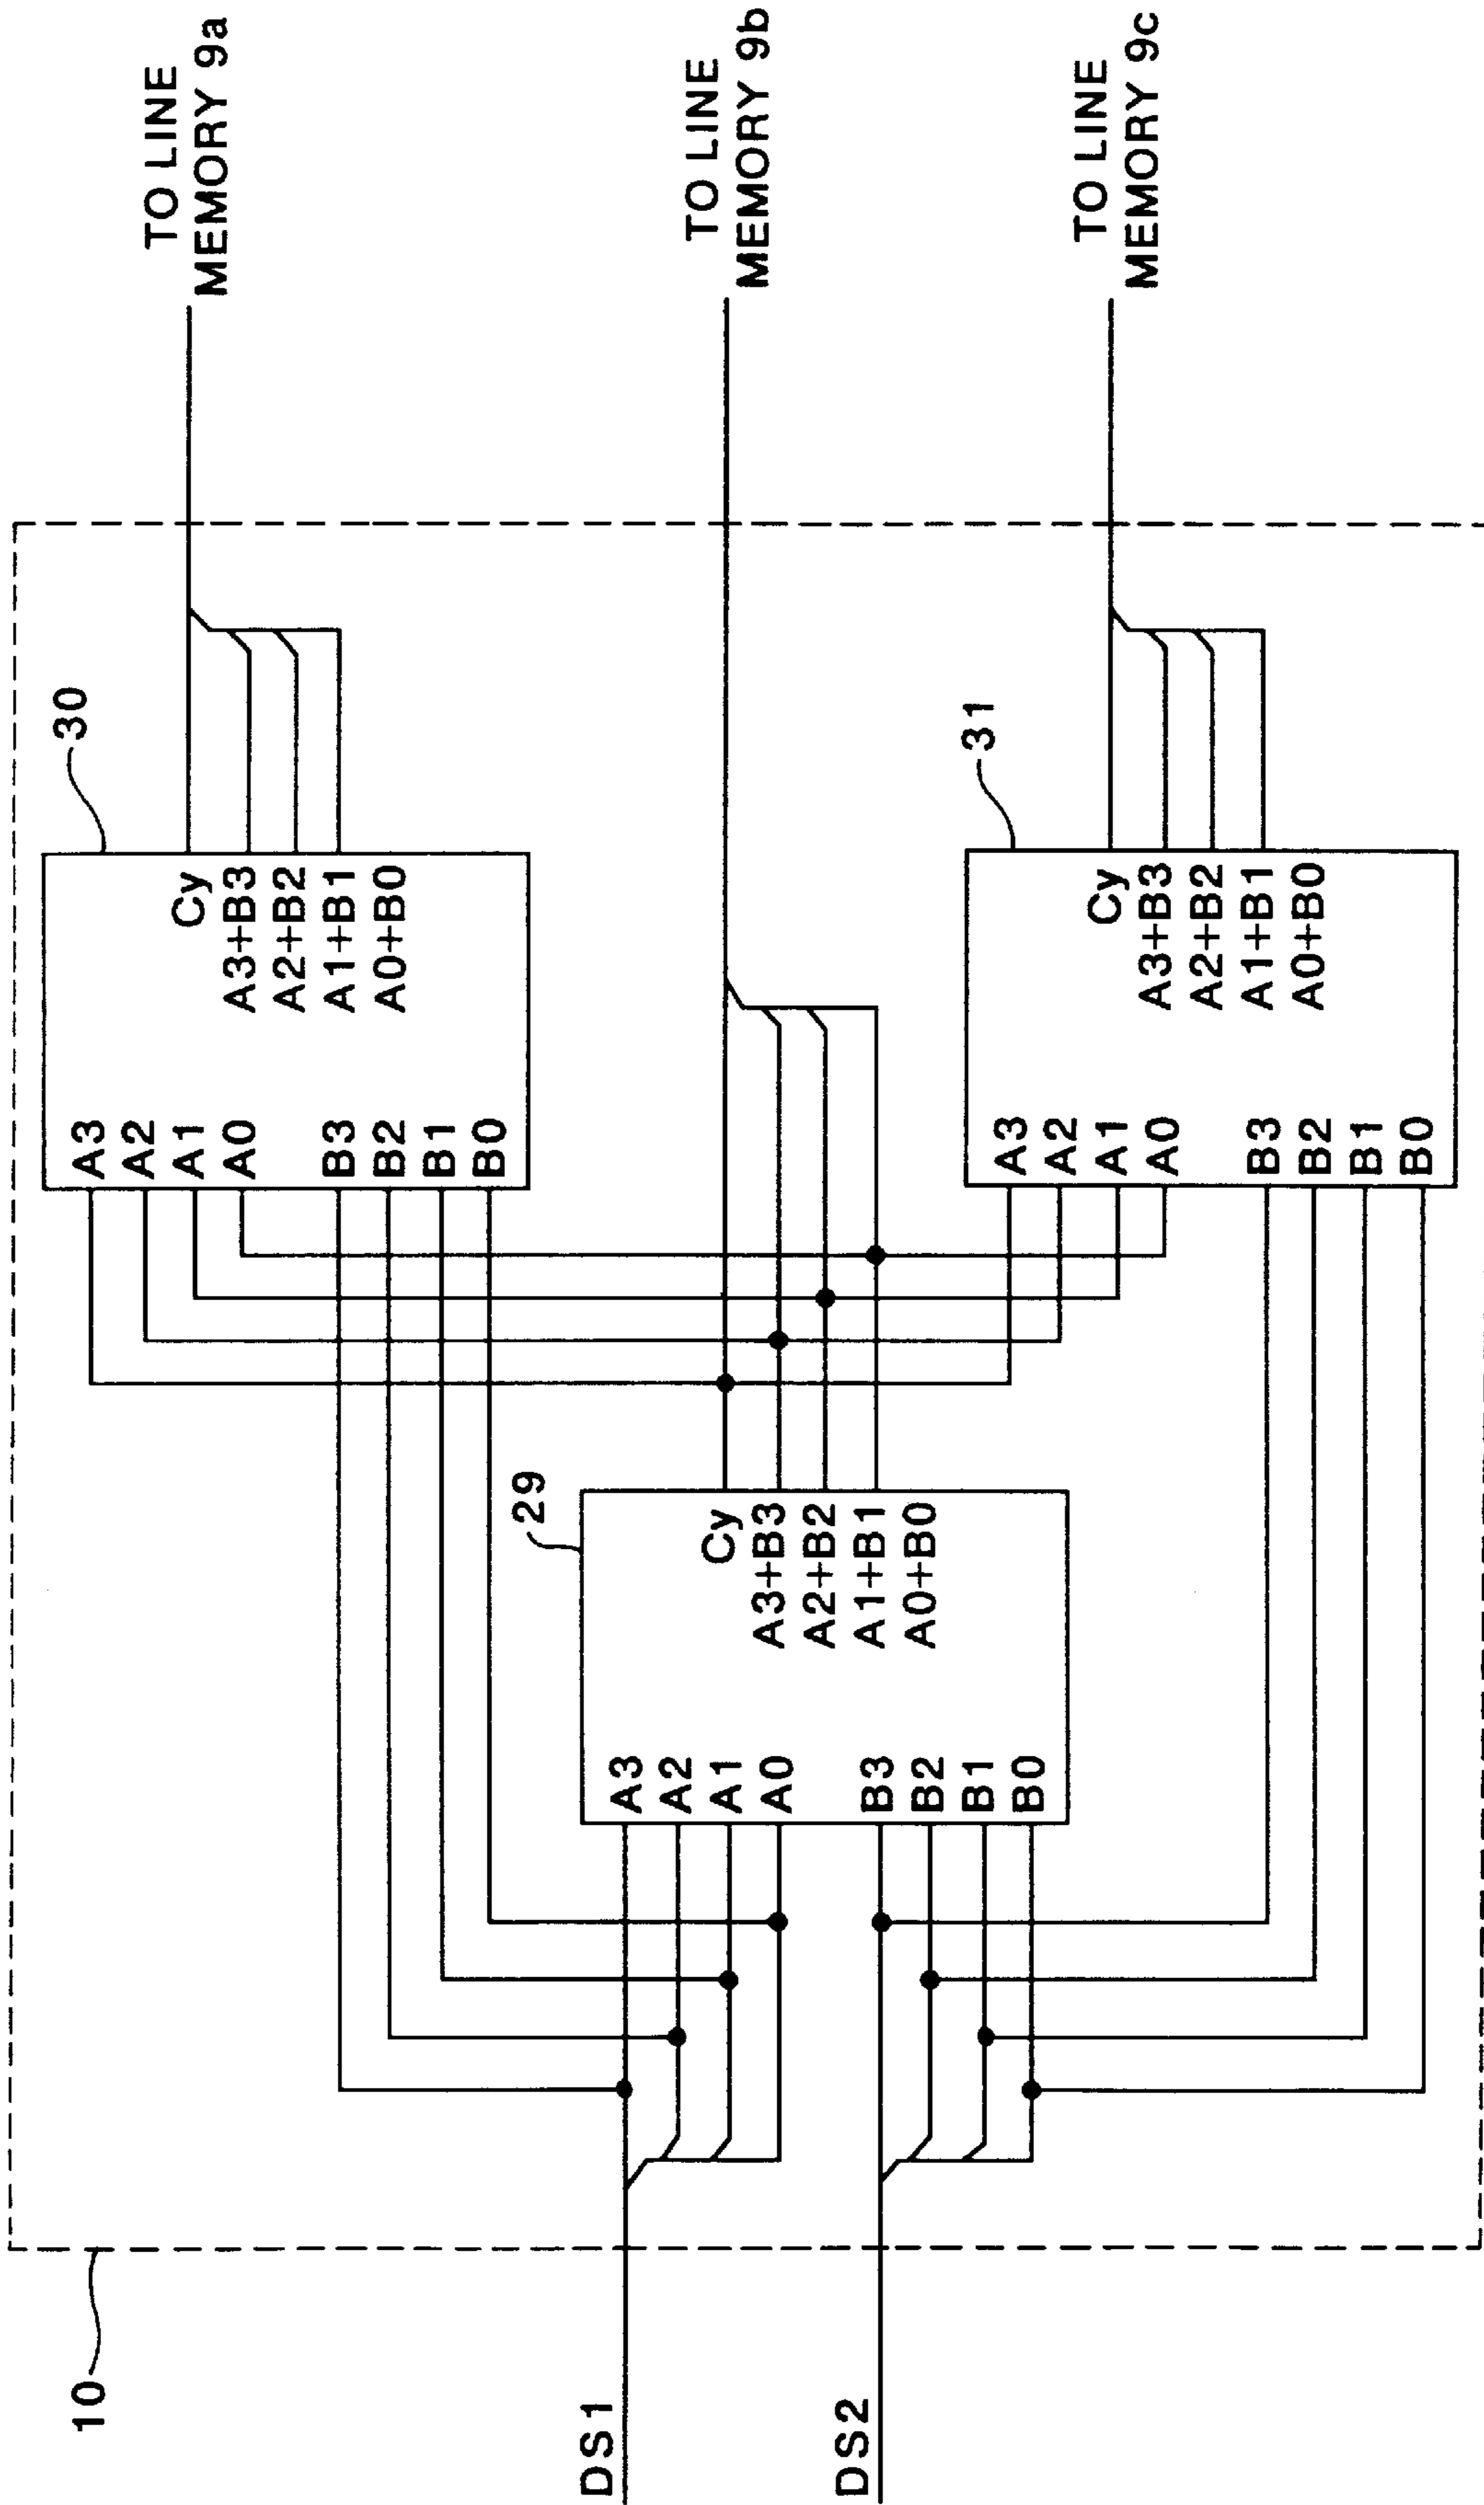 10
DS1
DS2
29
A3
A2
A1
A0
B3
B2
B1
B0
Cy
A3+B3
A2+B2
A1+B1
A0+B0
30
A3
A2
A1
A0
B3
B2
B1
B0
Cy
A3+B3
A2+B2
A1+B1
A0+B0
31
A3
A2
A1
A0
B3
B2
B1
B0
Cy
A3+B3
A2+B2
A1+B1
A0+B0
TO LINE
MEMORY 9a
TO LINE
MEMORY 9b
TO LINE
MEMORY 9c